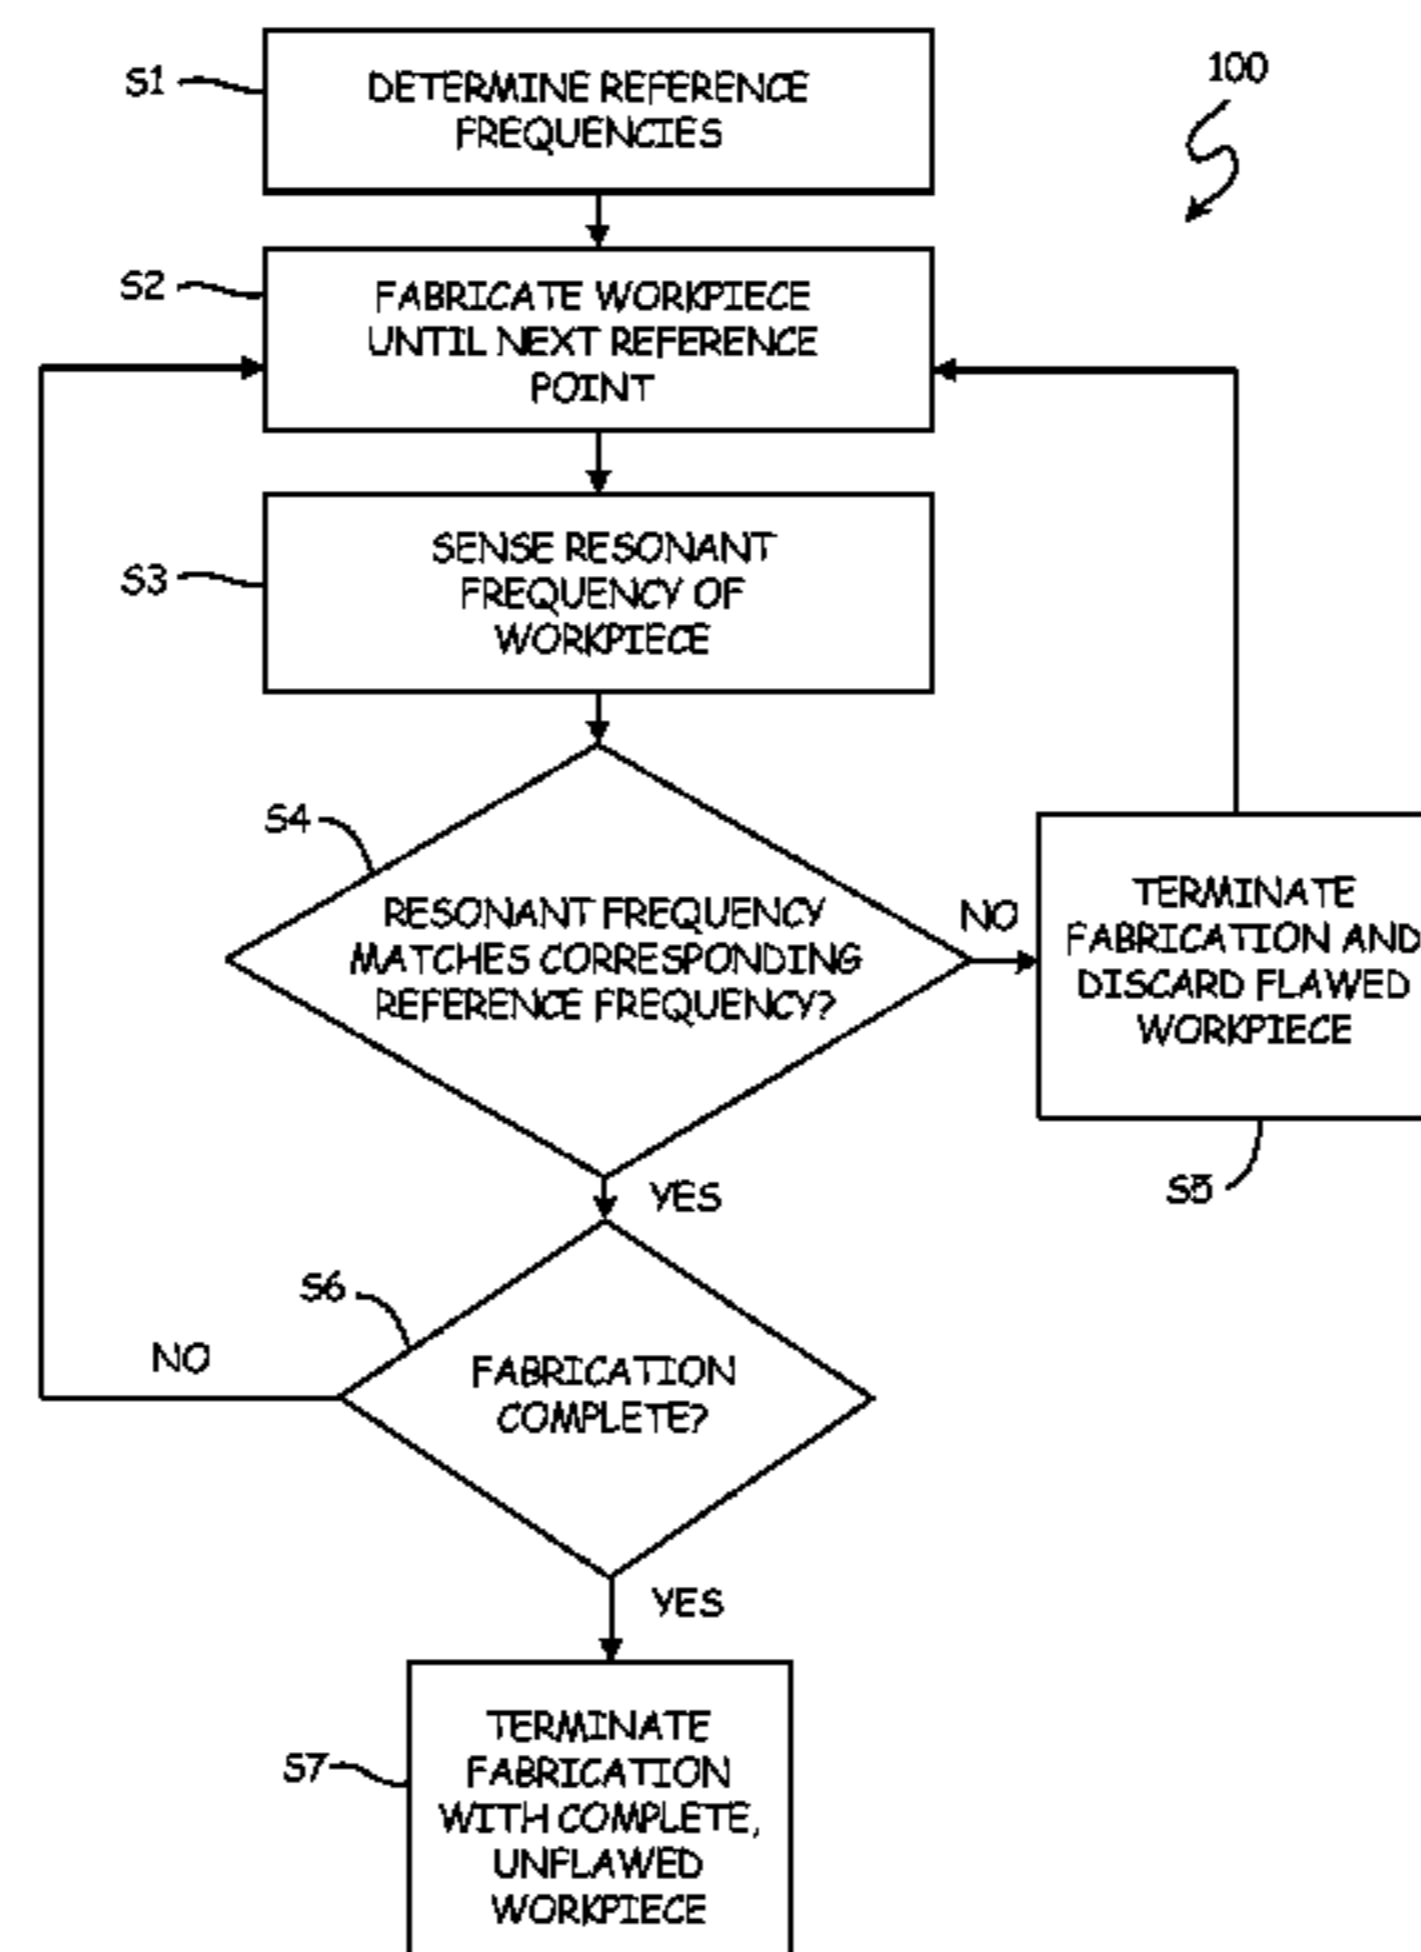 S1
DETERMINE REFERENCE
FREQUENCIES
100
S2
FABRICATE WORKPIECE
UNTIL NEXT REFERENCE
POINT
S3
SENSE RESONANT
FREQUENCY OF
WORKPIECE
S4
RESONANT FREQUENCY
MATCHES CORRESPONDING
REFERENCE FREQUENCY?
NO
TERMINATE
FABRICATION AND
DISCARD FLAWED
WORKPIECE
S5
YES
S6
FABRICATION
COMPLETE?
NO
YES
S7
TERMINATE
FABRICATION
WITH COMPLETE,
UNFLAWED
WORKPIECE